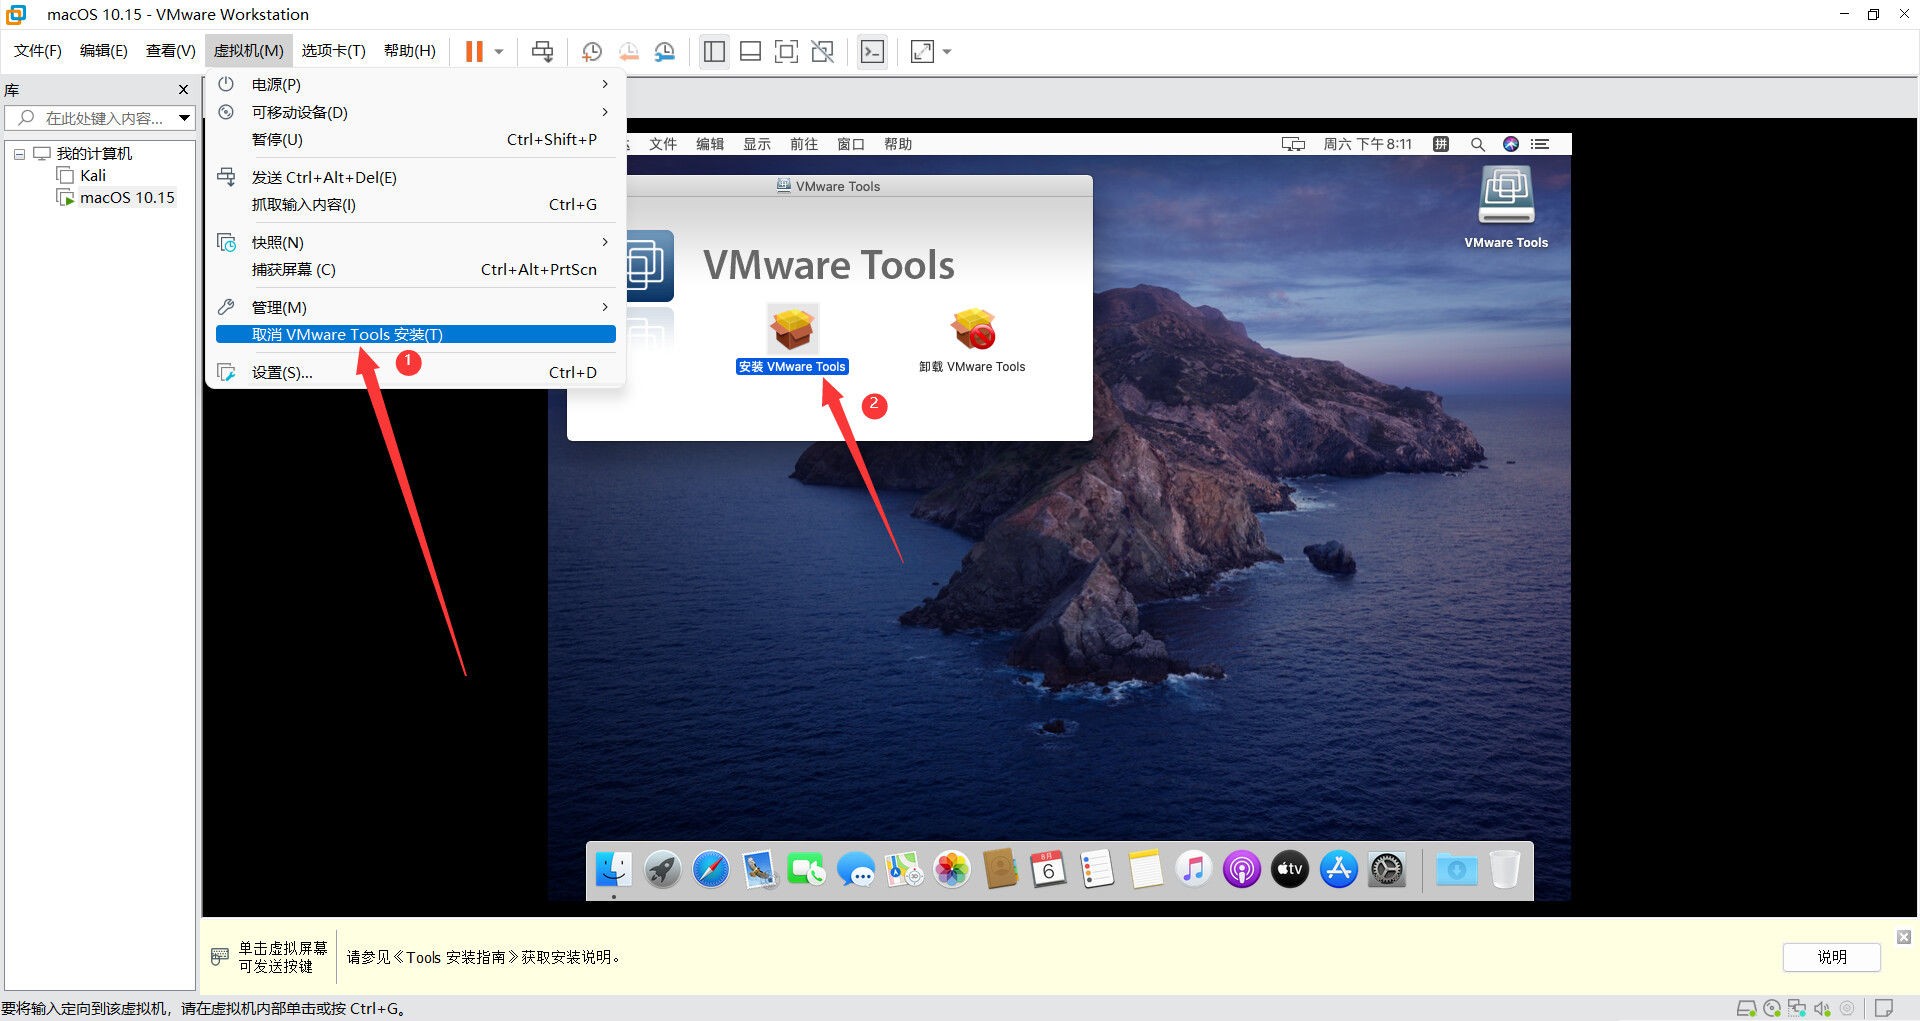 macOS 10.15 - VMware Workstation
文件(F) 编辑(E) 查看(V) 虚拟机(M) 选项卡(T) 帮助(H)
库
在此处键入内容...
我的计算机
Kali
macOS 10.15
电源(P)
可移动设备(D)
暂停(U) Ctrl+Shift+P
发送 Ctrl+Alt+Del(E)
抓取输入内容(I) Ctrl+G
快照(N)
捕获屏幕 (C) Ctrl+Alt+PrtScn
管理(M)
取消 VMware Tools 安装(T)
1
设置(S)... Ctrl+D
文件 编辑 显示 前往 窗口 帮助
周六 下午8:11 拼
VMware Tools
VMware Tools
安装 VMware Tools
卸载 VMware Tools
2
VMware Tools
8月
6
3D
tv
单击虚拟屏幕
可发送按键
请参见《Tools 安装指南》获取安装说明。
说明
要将输入定向到该虚拟机，请在虚拟机内部单击或按 Ctrl+G。